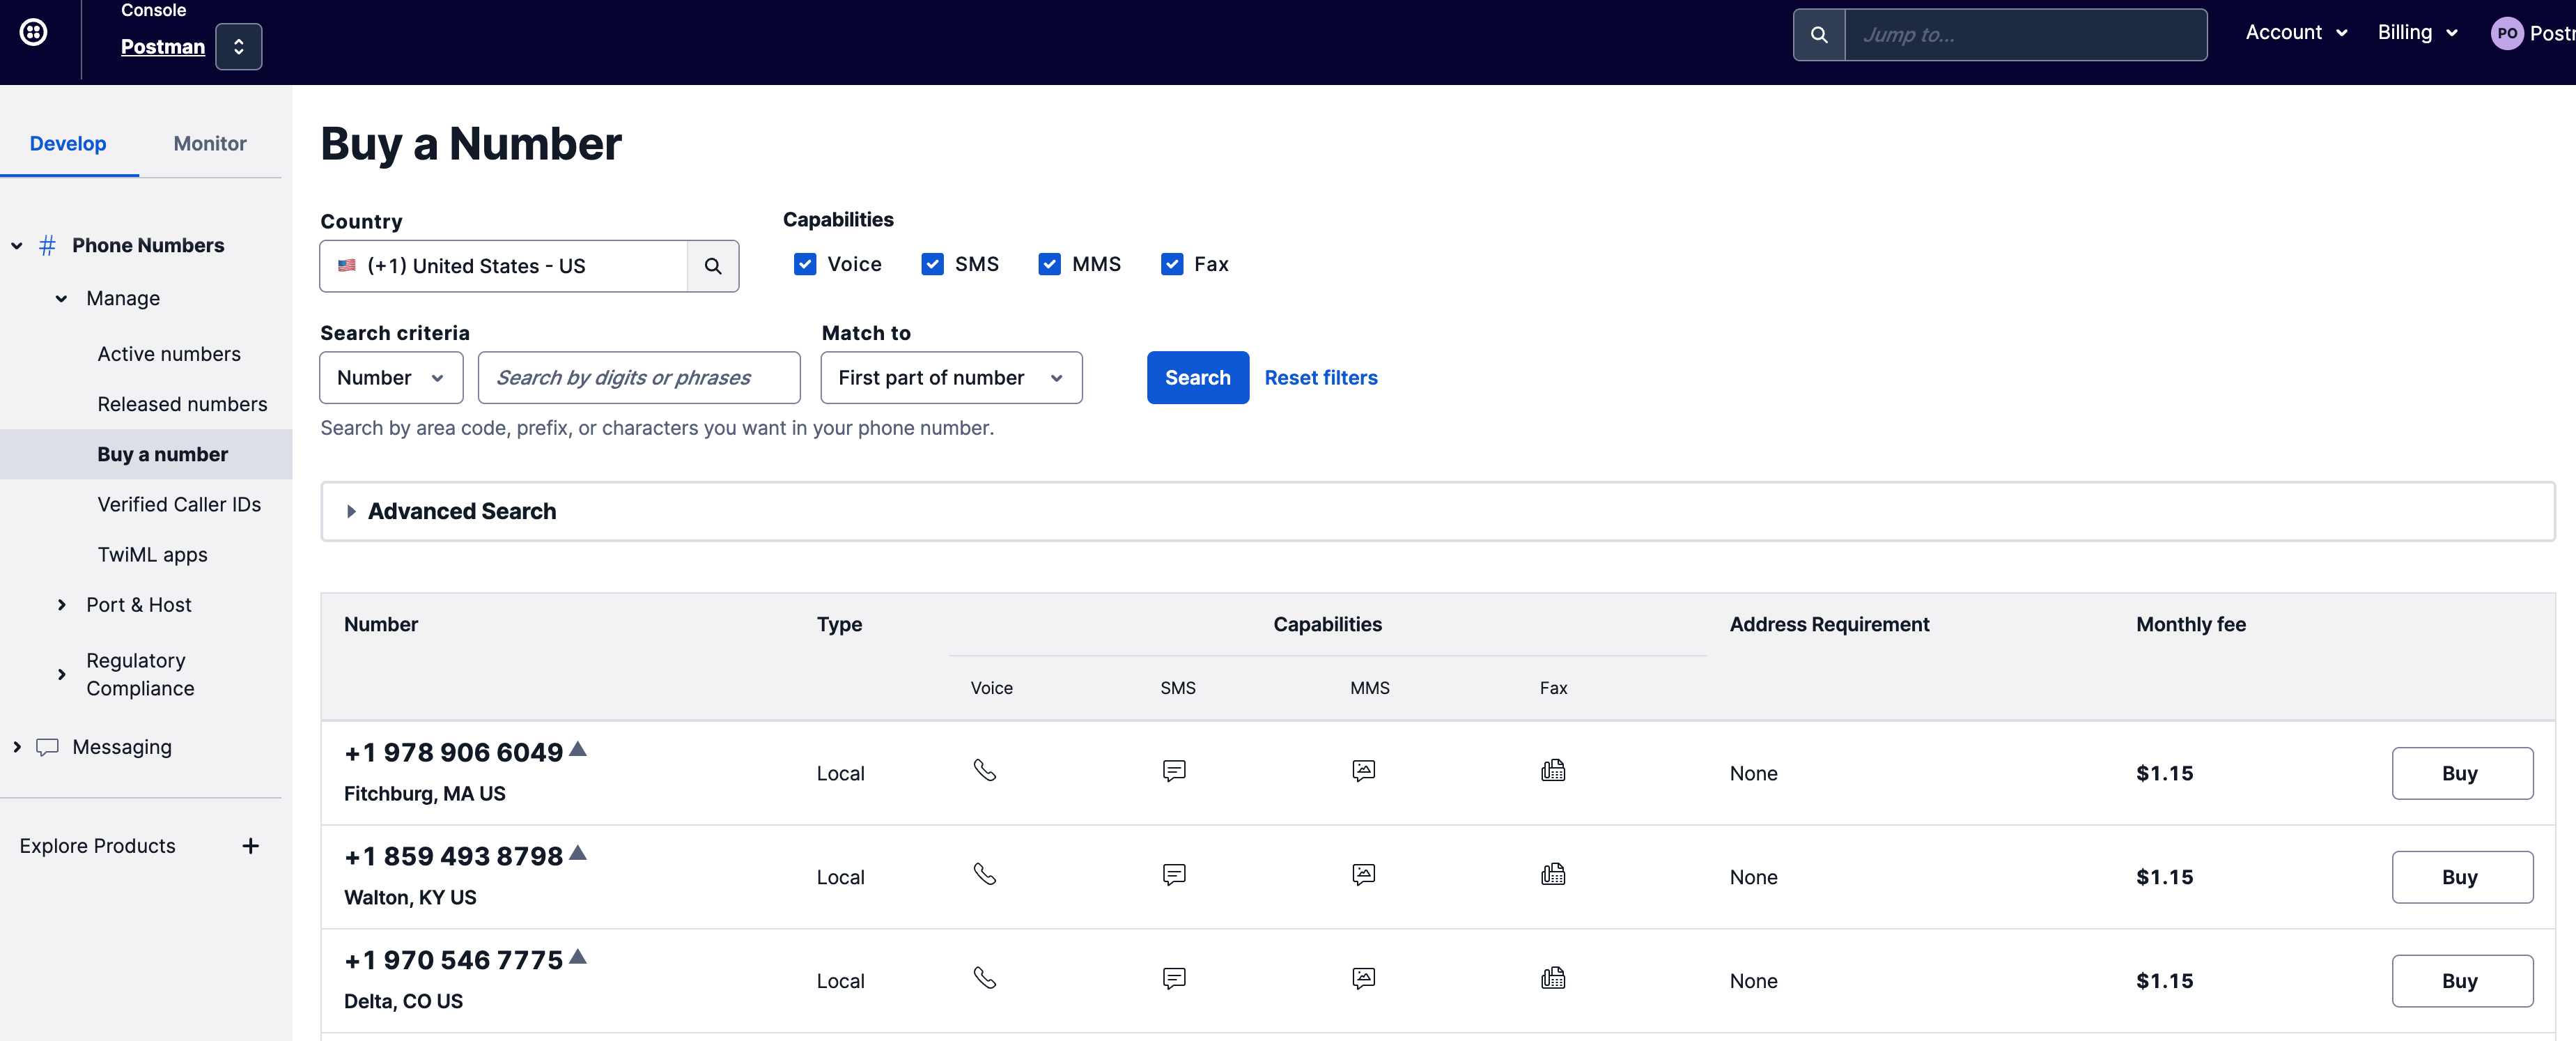 Console
Postman
Jump to...
Account
Billing
PO
Develop
Monitor
Phone Numbers
Manage
Active numbers
Released numbers
Buy a number
Verified Caller IDs
TwiML apps
Port & Host
Regulatory
Compliance
Messaging
Explore Products
Buy a Number
Country
Capabilities
(+1) United States - US
Voice SMS MMS Fax
Search criteria
Match to
Number
Search by digits or phrases
First part of number
Search
Reset filters
Search by area code, prefix, or characters you want in your phone number.
Advanced Search
Number Type Capabilities Address Requirement Monthly fee
Voice SMS MMS Fax
+1 978 906 6049
Fitchburg, MA US
Local None $1.15 Buy
+1 859 493 8798
Walton, KY US
Local None $1.15 Buy
+1 970 546 7775
Delta, CO US
Local None $1.15 Buy